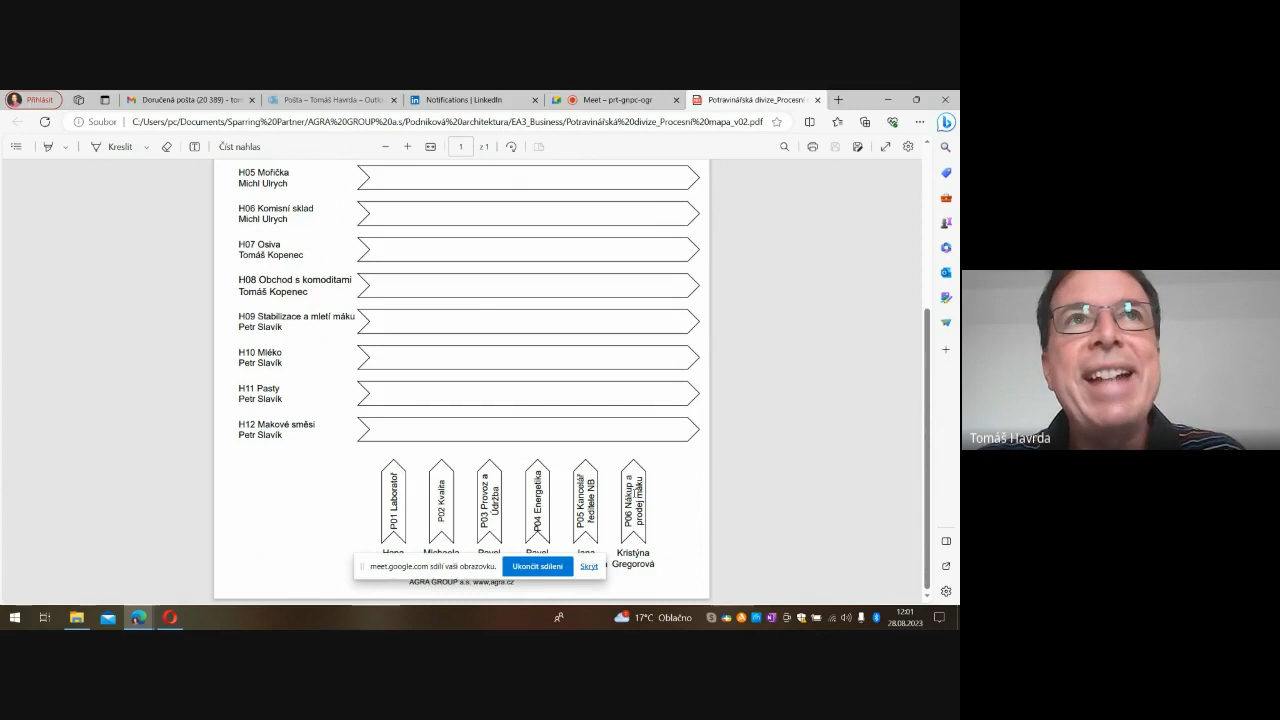 Přihlásit
Doručená pošta (20 389) - tom
Pošta – Tomáš Havrda – Outlo
Notifications | LinkedIn
Meet – prt-gnpc-ogr
Potravinářská divize_Procesní
Soubor
C:/Users/pc/Documents/Sparring%20Partner/AGRA%20GROUP%20a.s/Podniková%20architektura/EA3_Business/Potravinářská%20divize_Procesní%20mapa_v02.pdf
Kreslit
Číst nahlas
1
z 1
H05 Mořička
Michl Ulrych
H06 Komisní sklad
Michl Ulrych
H07 Osiva
Tomáš Kopenec
H08 Obchod s komoditami
Tomáš Kopenec
H09 Stabilizace a mletí máku
Petr Slavík
H10 Mléko
Petr Slavík
H11 Pasty
Petr Slavík
H12 Makové směsi
Petr Slavík
P01 Laboratoř
P02 Kvalita
P03 Provoz a
Údržba
P04 Energetika
P05 Kancelář
ředitele NB
P06 Nákup a
prodej máku
Hana
Michaela
Pavel
Pavel
Jana
Kristýna
Gregorová
meet.google.com sdílí vaši obrazovku.
Ukončit sdílení
Skrýt
AGRA GROUP a.s. www.agra.cz
Tomáš Havrda
17°C Oblačno
12:01
28.08.2023